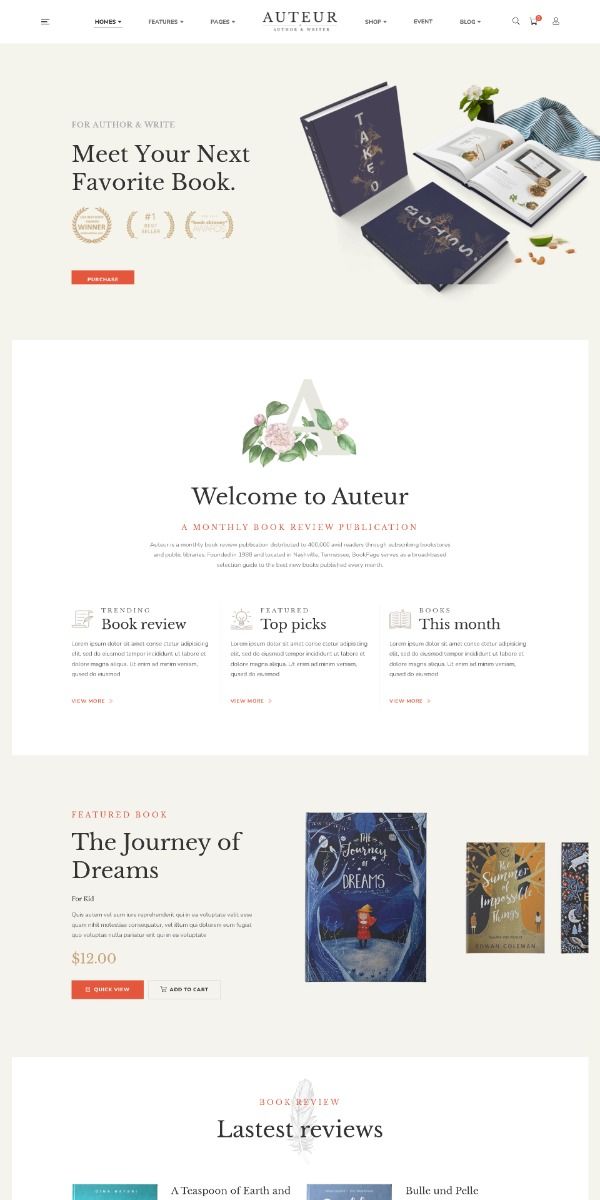 HOMES
FEATURES
PAGES
AUTEUR
AUTHOR & WRITER
SHOP
EVENT
BLOG
FOR AUTHOR & WRITE
Meet Your Next
Favorite Book.
WINNER
#1
BEST
SELLER
AWARDS
PURCHASE
TAKEO
A
Welcome to Auteur
A MONTHLY BOOK REVIEW PUBLICATION
Auteur is a monthly book review publication distributed to 400,000 avid readers through subscribing bookstores
and public libraries. Founded in 1988 and located in Nashville, Tennessee, BookPage serves as a broad-based
selection guide to the best new books published every month.
TRENDING
Book review
Lorem ipsum dolor sit amet conse ctatur adipisicing
elit, sed do eiusmod tempor incididunt ut labore et
dolore magna aliqua. Ut enim ad minim veniam,
quised do eiusmod
VIEW MORE
FEATURED
Top picks
Lorem ipsum dolor sit amet conse ctatur adipisicing
elit, sed do eiusmod tempor incididunt ut labore et
dolore magna aliqua. Ut enim ad minim veniam,
quised do eiusmod
VIEW MORE
BOOKS
This month
Lorem ipsum dolor sit amet conse ctatur adipisicing
elit, sed do eiusmod tempor incididunt ut labore et
dolore magna aliqua. Ut enim ad minim veniam,
quised do eiusmod
VIEW MORE
FEATURED BOOK
The Journey of
Dreams
For Kid
Quis autem vel eum iure reprehenderit qui in ea voluptate velit esse
quam nihil molestiae consequatur, vel illum qui dolorem eum fugiat
quo voluptas nulla pariatur est qui in ea voluptate
$12.00
QUICK VIEW
ADD TO CART
THE
Journey
of
DREAMS
The
Summer
of
Impossible
Things
ROWAN COLEMAN
BOOK REVIEW
Lastest reviews
A Teaspoon of Earth and
Bulle und Pelle